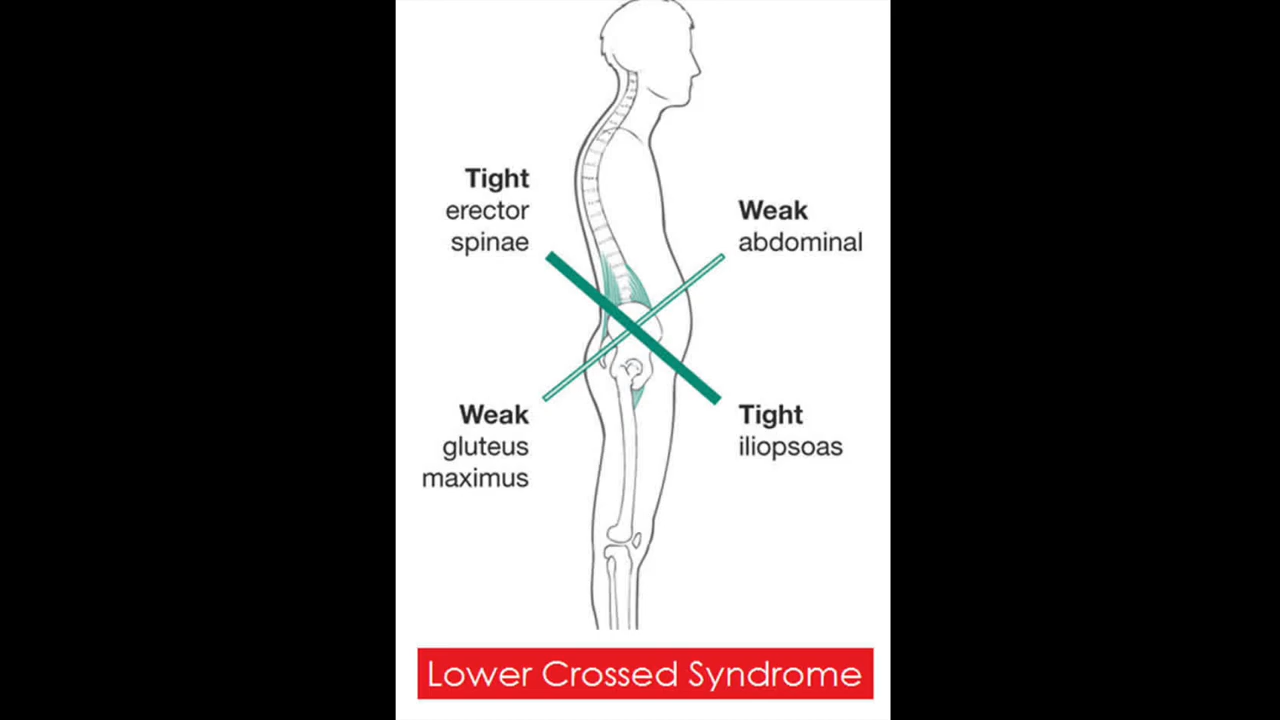 Tight
erector
spinae
Weak
abdominal
Weak
gluteus
maximus
Tight
iliopsoas
Lower Crossed Syndrome